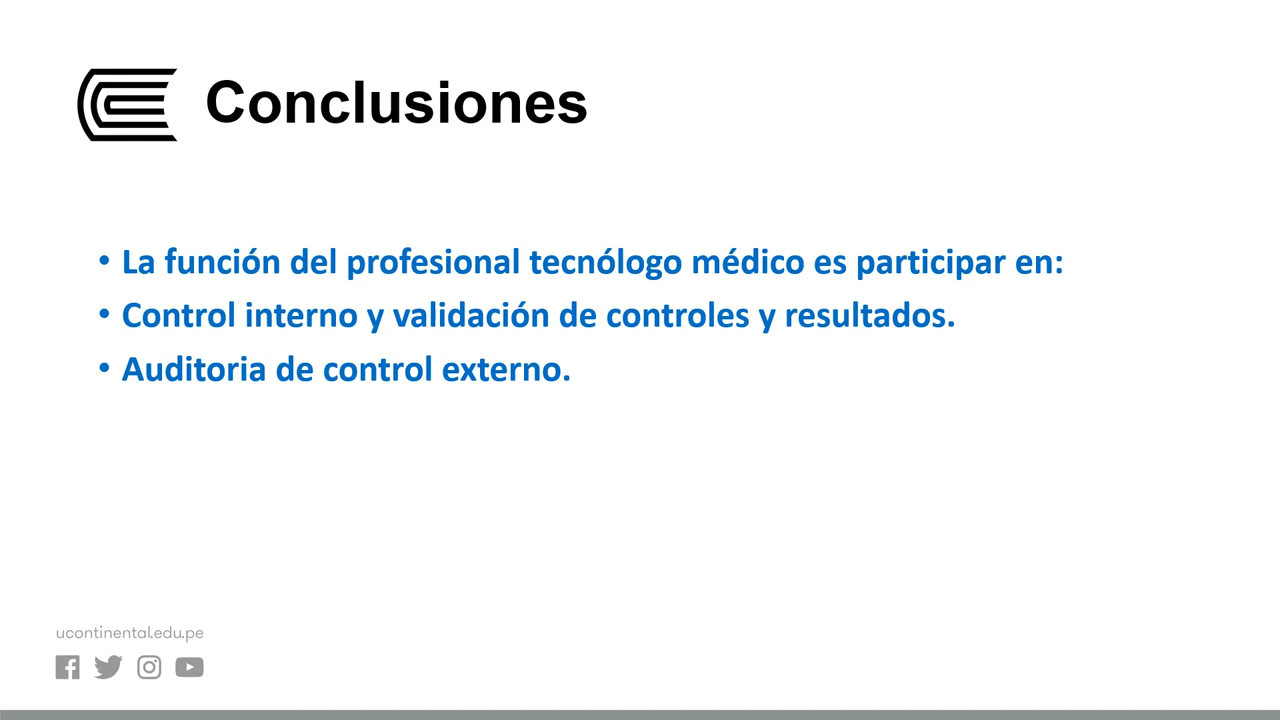 Conclusiones
• La función del profesional tecnólogo médico es participar en:
• Control interno y validación de controles y resultados.
• Auditoria de control externo.
ucontinental.edu.pe